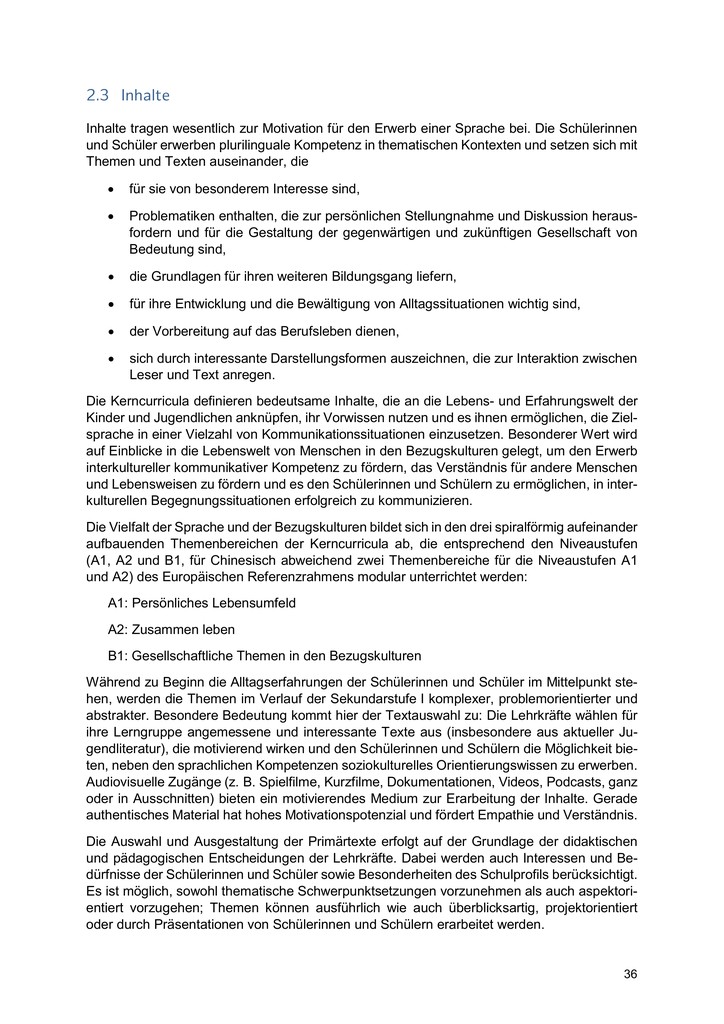 2.3 Inhalte
Inhalte tragen wesentlich zur Motivation für den Erwerb einer Sprache bei. Die Schülerinnen
und Schüler erwerben plurilinguale Kompetenz in thematischen Kontexten und setzen sich mit
Themen und Texten auseinander, die
• für sie von besonderem Interesse sind,
• Problematiken enthalten, die zur persönlichen Stellungnahme und Diskussion heraus-
fordern und für die Gestaltung der gegenwärtigen und zukünftigen Gesellschaft von
Bedeutung sind,
• die Grundlagen für ihren weiteren Bildungsgang liefern,
• für ihre Entwicklung und die Bewältigung von Alltagssituationen wichtig sind,
• der Vorbereitung auf das Berufsleben dienen,
• sich durch interessante Darstellungsformen auszeichnen, die zur Interaktion zwischen
Leser und Text anregen.
Die Kerncurricula definieren bedeutsame Inhalte, die an die Lebens- und Erfahrungswelt der
Kinder und Jugendlichen anknüpfen, ihr Vorwissen nutzen und es ihnen ermöglichen, die Ziel-
sprache in einer Vielzahl von Kommunikationssituationen einzusetzen. Besonderer Wert wird
auf Einblicke in die Lebenswelt von Menschen in den Bezugskulturen gelegt, um den Erwerb
interkultureller kommunikativer Kompetenz zu fördern, das Verständnis für andere Menschen
und Lebensweisen zu fördern und es den Schülerinnen und Schülern zu ermöglichen, in inter-
kulturellen Begegnungssituationen erfolgreich zu kommunizieren.
Die Vielfalt der Sprache und der Bezugskulturen bildet sich in den drei spiralförmig aufeinander
aufbauenden Themenbereichen der Kerncurricula ab, die entsprechend den Niveaustufen
(A1, A2 und B1, für Chinesisch abweichend zwei Themenbereiche für die Niveaustufen A1
und A2) des Europäischen Referenzrahmens modular unterrichtet werden:
A1: Persönliches Lebensumfeld
A2: Zusammen leben
B1: Gesellschaftliche Themen in den Bezugskulturen
Während zu Beginn die Alltagserfahrungen der Schülerinnen und Schüler im Mittelpunkt ste-
hen, werden die Themen im Verlauf der Sekundarstufe I komplexer, problemorientierter und
abstrakter. Besondere Bedeutung kommt hier der Textauswahl zu: Die Lehrkräfte wählen für
ihre Lerngruppe angemessene und interessante Texte aus (insbesondere aus aktueller Ju-
gendliteratur), die motivierend wirken und den Schülerinnen und Schülern die Möglichkeit bie-
ten, neben den sprachlichen Kompetenzen soziokulturelles Orientierungswissen zu erwerben.
Audiovisuelle Zugänge (z. B. Spielfilme, Kurzfilme, Dokumentationen, Videos, Podcasts, ganz
oder in Ausschnitten) bieten ein motivierendes Medium zur Erarbeitung der Inhalte. Gerade
authentisches Material hat hohes Motivationspotenzial und fördert Empathie und Verständnis.
Die Auswahl und Ausgestaltung der Primärtexte erfolgt auf der Grundlage der didaktischen
und pädagogischen Entscheidungen der Lehrkräfte. Dabei werden auch Interessen und Be-
dürfnisse der Schülerinnen und Schüler sowie Besonderheiten des Schulprofils berücksichtigt.
Es ist möglich, sowohl thematische Schwerpunktsetzungen vorzunehmen als auch aspektori-
entiert vorzugehen; Themen können ausführlich wie auch überblicksartig, projektorientiert
oder durch Präsentationen von Schülerinnen und Schülern erarbeitet werden.
36